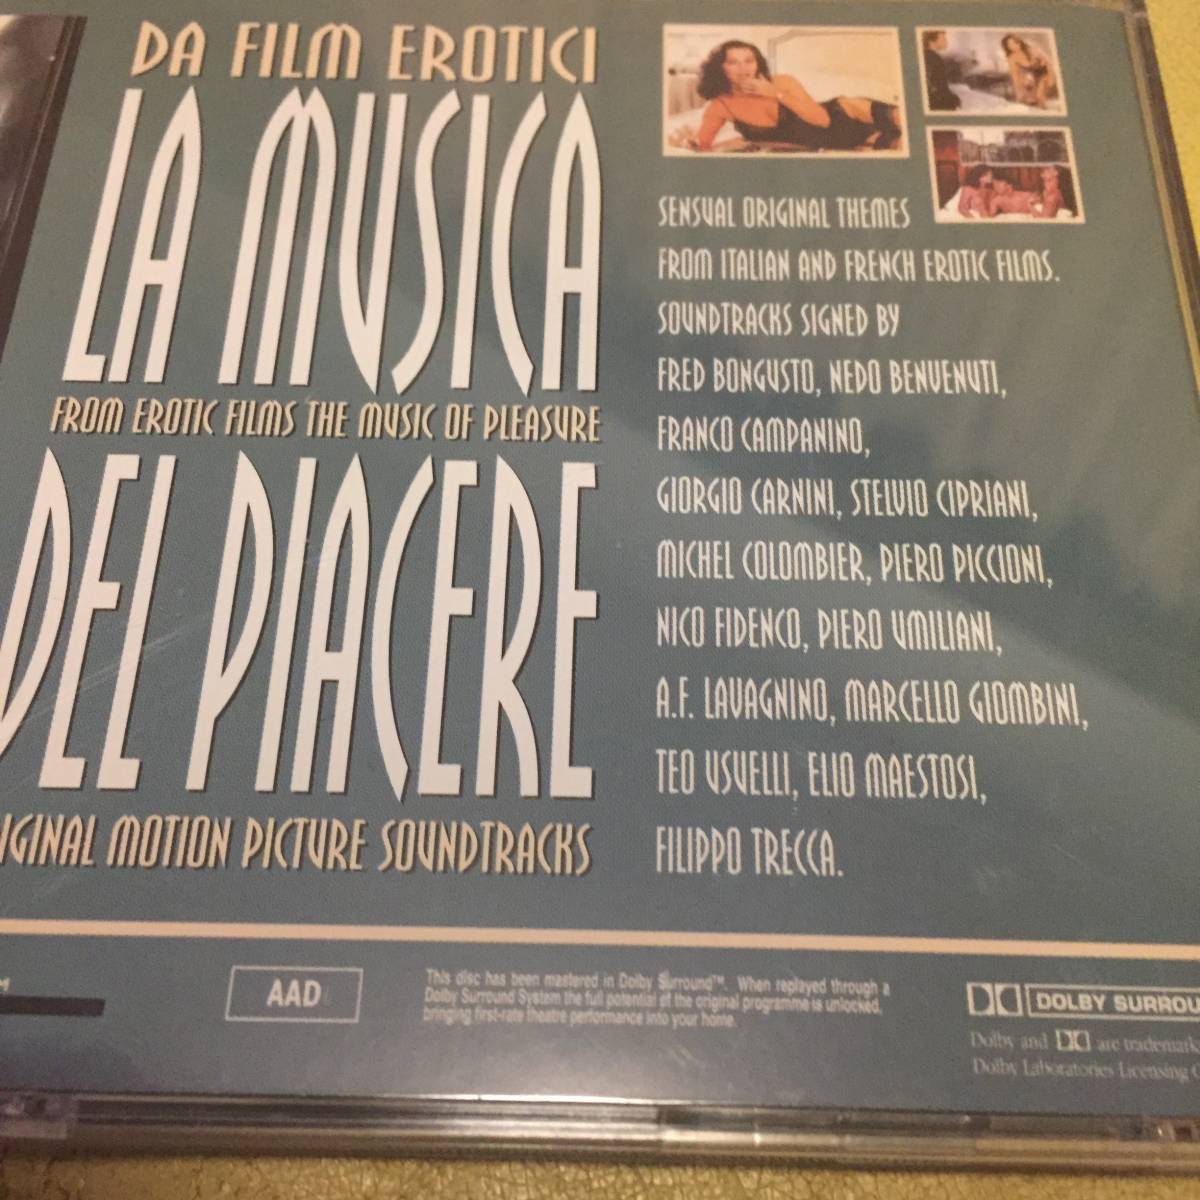 DA FILM EROTICI
LA MUSICA
FROM EROTIC FILMS THE MUSIC OF PLEASURE
DEL PIACERE
IGINAL MOTION PICTURE SOUNDTRACKS
SENSUAL ORIGINAL THEMES
FROM ITALIAN AND FRENCH EROTIC FILMS.
SOUNDTRACKS SIGNED BY
FRED BONGUSTO, NEDO BENVENUTI,
FRANCO CAMPANINO,
GIORGIO CARNINI, STELVIO CIPRIANI,
MICHEL COLOMBIER, PIERO PICCIONI,
NICO FIDENCO, PIERO UMILIANI,
A.F. LAVAGNINO, MARCELLO GIOMBINI,
TEO USUELLI, ELIO MAESTOSI,
FILIPPO TRECCA.
AAD
This disc has been mastered in Dolby Surround™. When replayed through a
Dolby Surround System the full potential of the original programme is unlocked,
bringing first-rate theatre performance into your home.
DOLBY SURROU
Dolby and are trademark
Dolby Laboratories Licensing C